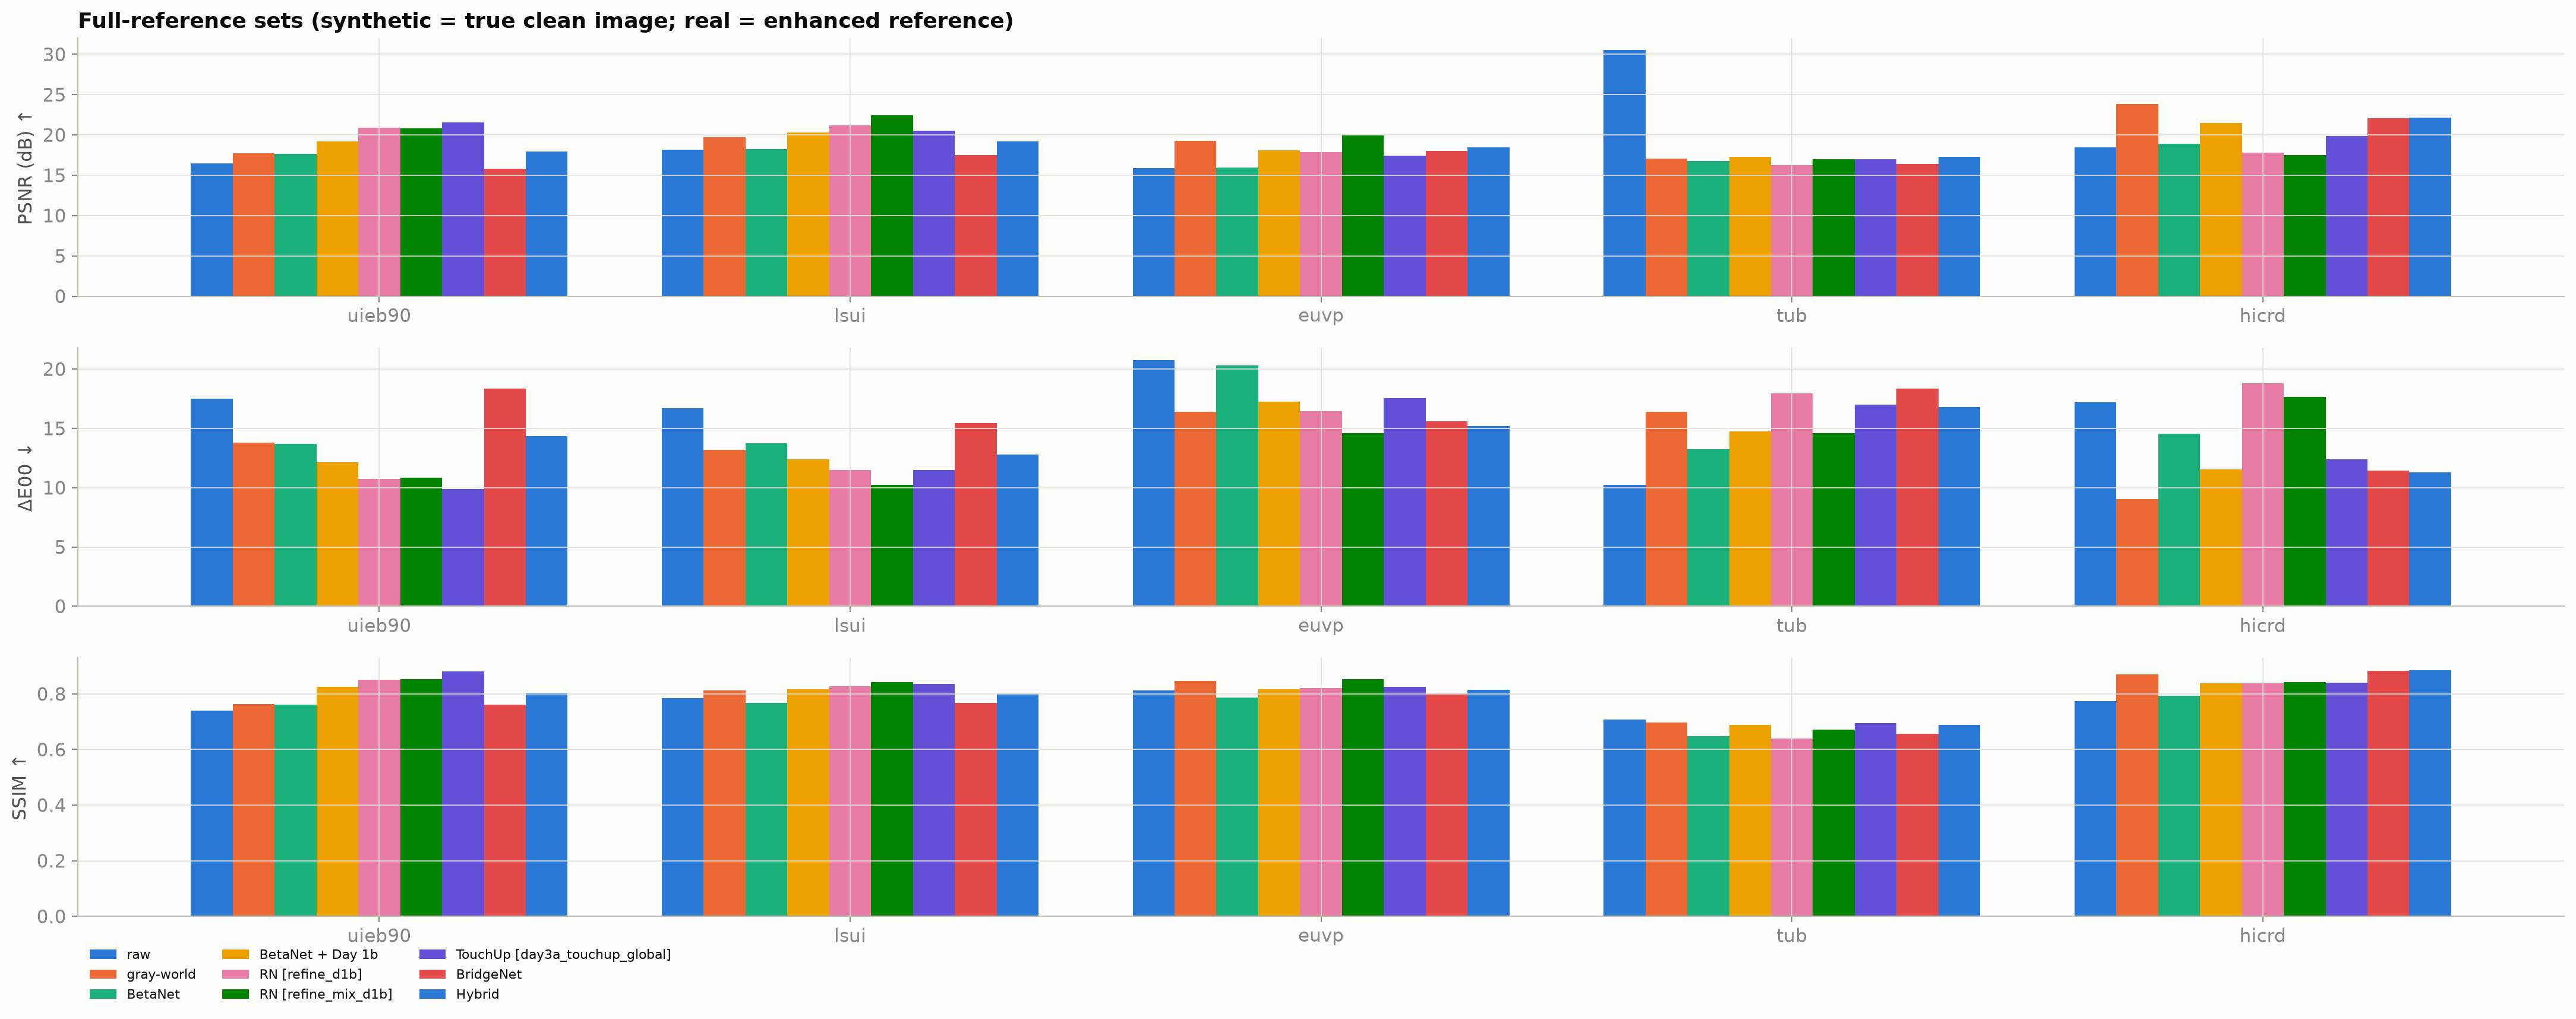 Full-reference sets (synthetic = true clean image; real = enhanced reference)
PSNR (dB) ↑
30
25
20
15
10
5
0
uieb90 lsui euvp tub hicrd
ΔE00 ↓
20
15
10
5
0
uieb90 lsui euvp tub hicrd
SSIM ↑
0.8
0.6
0.4
0.2
0.0
uieb90 lsui euvp tub hicrd
raw
gray-world
BetaNet
BetaNet + Day 1b
RN [refine_d1b]
RN [refine_mix_d1b]
TouchUp [day3a_touchup_global]
BridgeNet
Hybrid